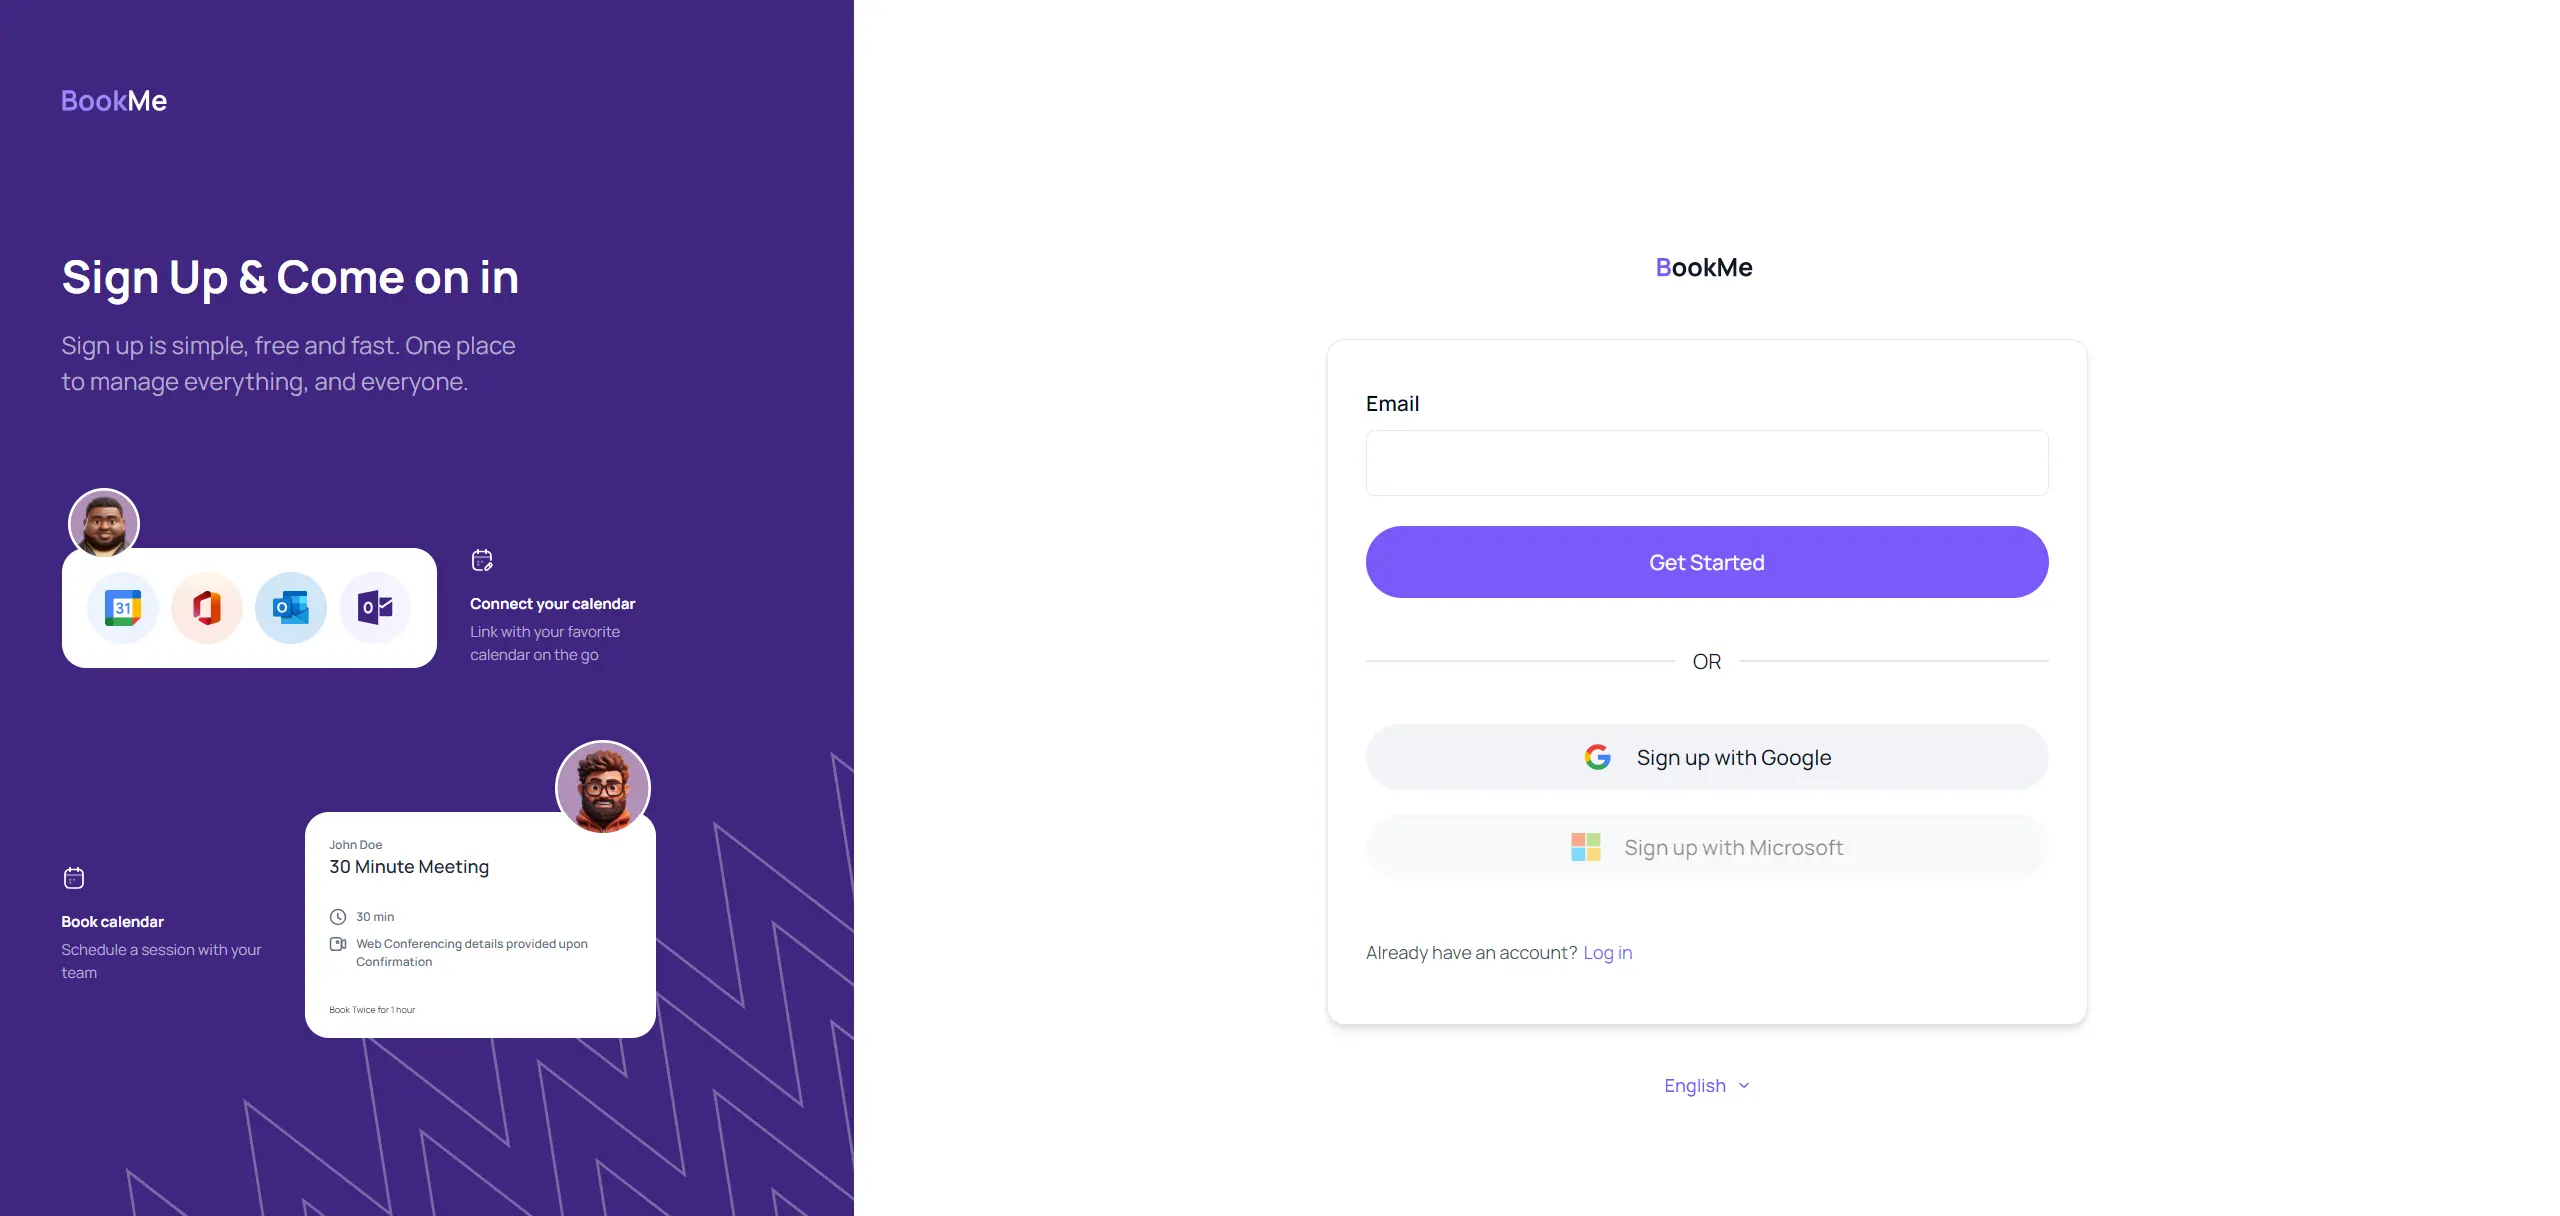 BookMe
Sign Up & Come on in
Sign up is simple, free and fast. One place
to manage everything, and everyone.
31
O
O
Connect your calendar
Link with your favorite
calendar on the go
Book calendar
Schedule a session with your
team
John Doe
30 Minute Meeting
30 min
Web Conferencing details provided upon
Confirmation
Book Twice for 1 hour
BookMe
Email
Get Started
OR
G
Sign up with Google
Sign up with Microsoft
Already have an account? Log in
English